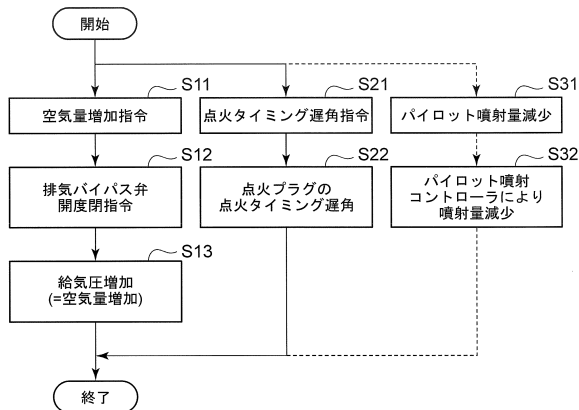 開始
S11
空気量増加指令
S12
排気バイパス弁
開度閉指令
S13
給気圧増加
(=空気量増加)
S21
点火タイミング遅角指令
S22
点火プラグの
点火タイミング遅角
S31
パイロット噴射量減少
S32
パイロット噴射
コントローラにより
噴射量減少
終了